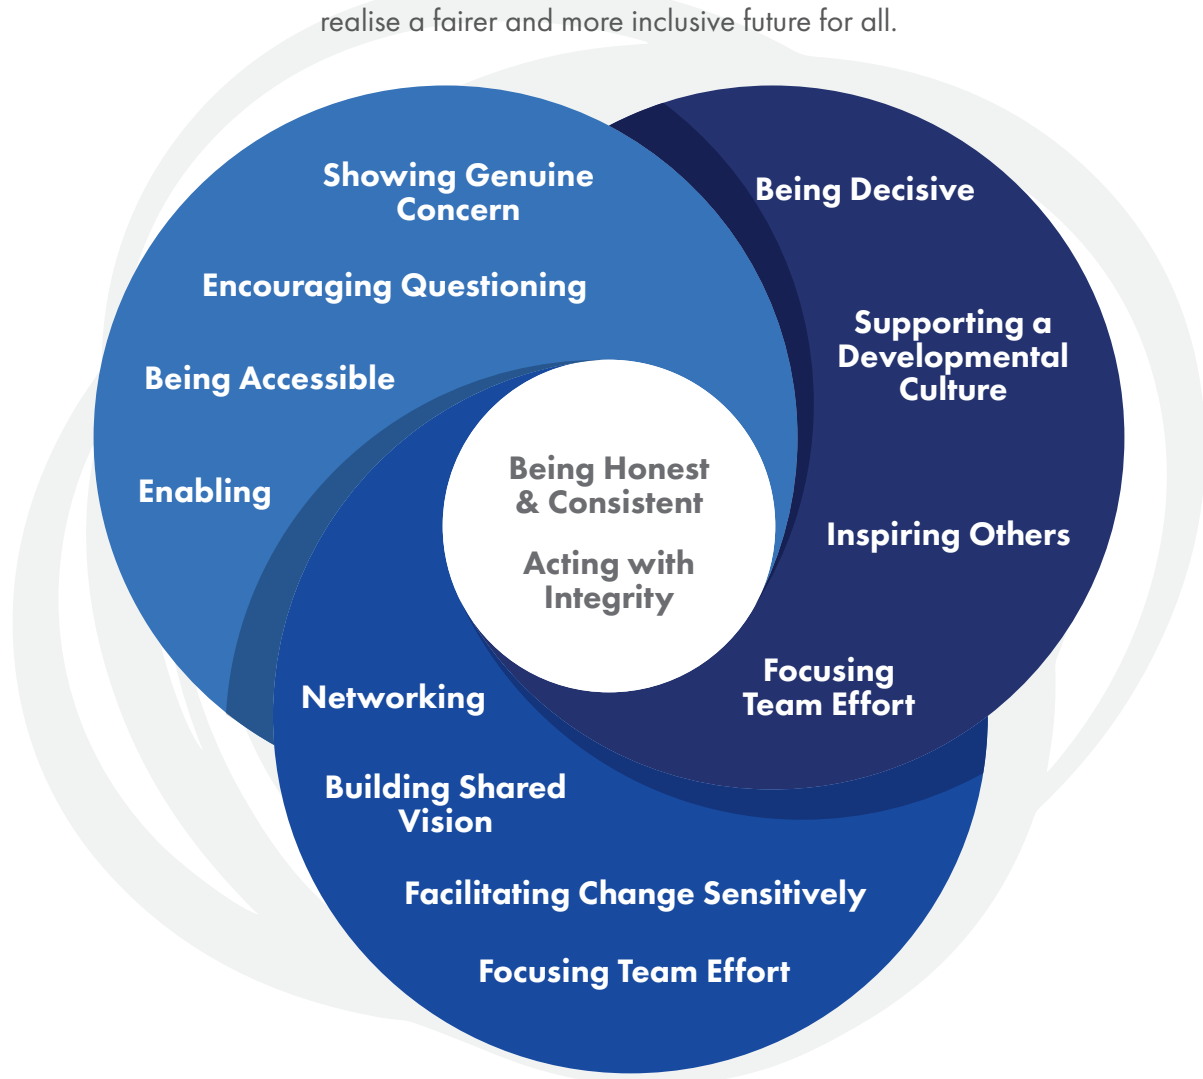 realise a fairer and more inclusive future for all.
Showing Genuine
Concern
Encouraging Questioning
Being Accessible
Enabling
Being Decisive
Supporting a
Developmental
Culture
Inspiring Others
Focusing
Team Effort
Being Honest
& Consistent
Acting with
Integrity
Networking
Building Shared
Vision
Facilitating Change Sensitively
Focusing Team Effort